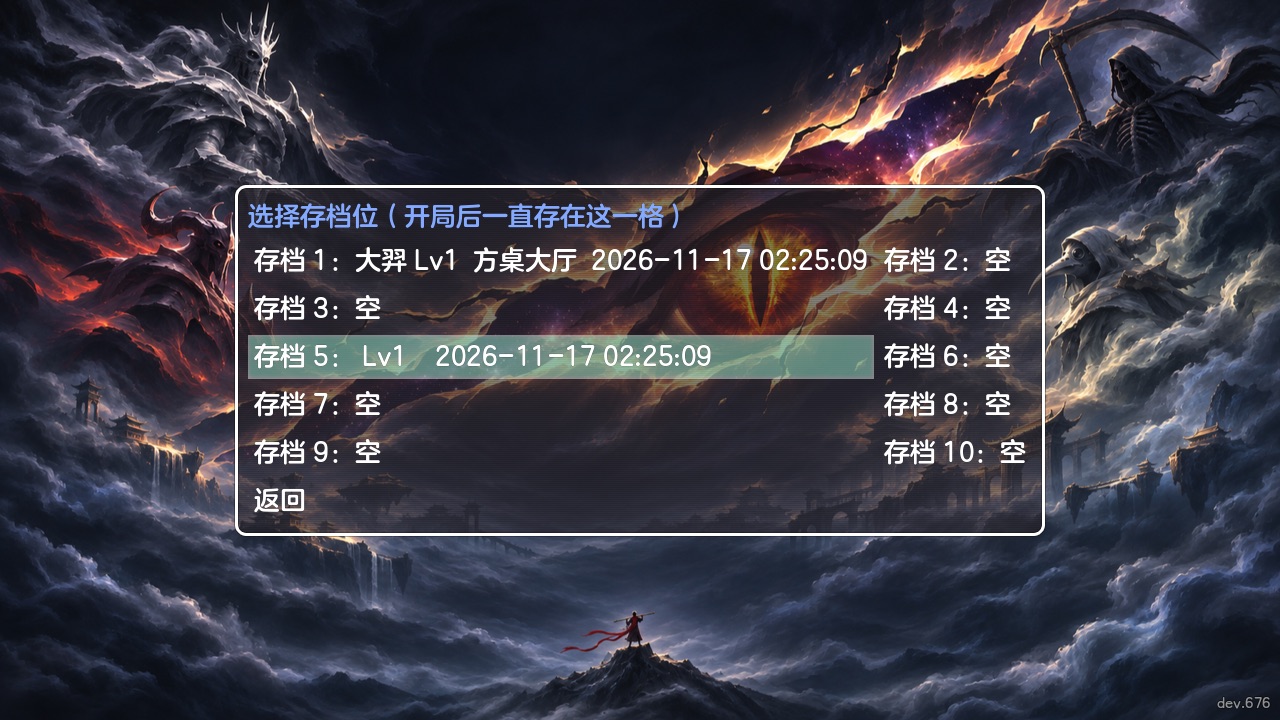 选择存档位（开局后一直存在这一格）
存档 1：大羿 Lv1 方桌大厅 2026-11-17 02:25:09 存档 2：空
存档 3：空 存档 4：空
存档 5： Lv1 2026-11-17 02:25:09 存档 6：空
存档 7：空 存档 8：空
存档 9：空 存档 10：空
返回
dev.676